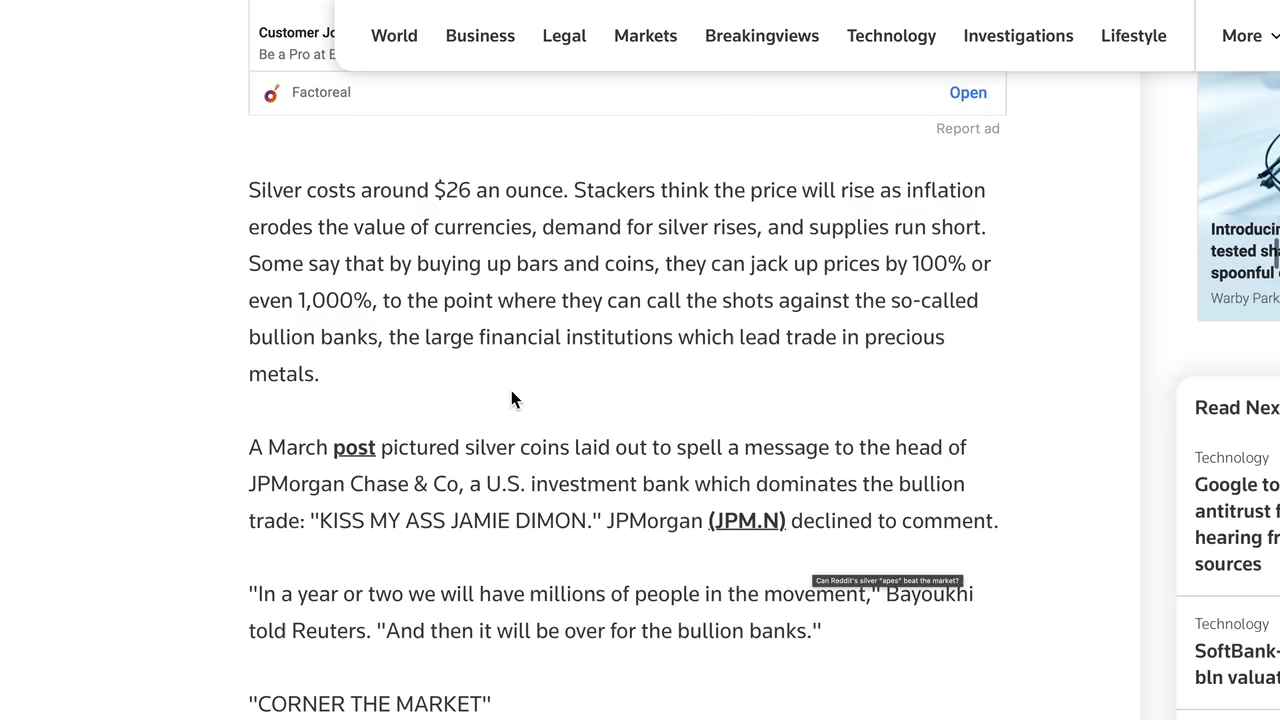 Customer Jo
Be a Pro at E
World Business Legal Markets Breakingviews Technology Investigations Lifestyle More
Factoreal
Open
Report ad
Silver costs around $26 an ounce. Stackers think the price will rise as inflation
erodes the value of currencies, demand for silver rises, and supplies run short.
Some say that by buying up bars and coins, they can jack up prices by 100% or
even 1,000%, to the point where they can call the shots against the so-called
bullion banks, the large financial institutions which lead trade in precious
metals.
A March post pictured silver coins laid out to spell a message to the head of
JPMorgan Chase & Co, a U.S. investment bank which dominates the bullion
trade: "KISS MY ASS JAMIE DIMON." JPMorgan (JPM.N) declined to comment.
Can Reddit's silver "apes" beat the market?
"In a year or two we will have millions of people in the movement," Bayoukhi
told Reuters. "And then it will be over for the bullion banks."
"CORNER THE MARKET"
Introducin
tested sha
spoonful
Warby Park
Read Nex
Technology
Google to
antitrust f
hearing fr
sources
Technology
SoftBank-
bln valuat